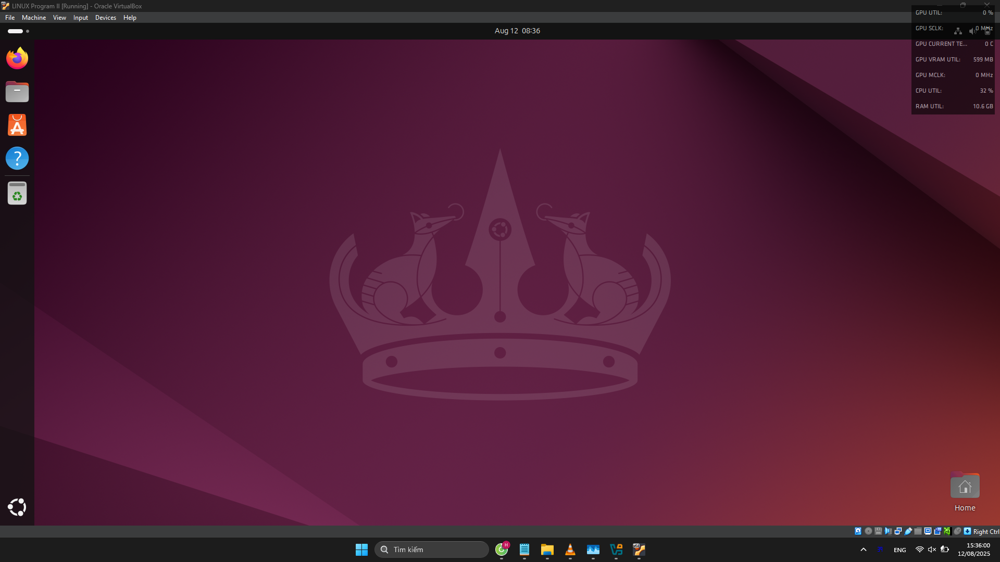 LINUX Program II [Running] - Oracle VirtualBox
File Machine View Input Devices Help
Aug 12 08:36
GPU UTIL: 0 %
GPU SCLK: 0 MHz
GPU CURRENT TE... 0 C
GPU VRAM UTIL: 599 MB
GPU MCLK: 0 MHz
CPU UTIL: 32 %
RAM UTIL: 10.6 GB
Home
Right Ctrl
Tìm kiếm
H
ENG
15:36:00
12/08/2025